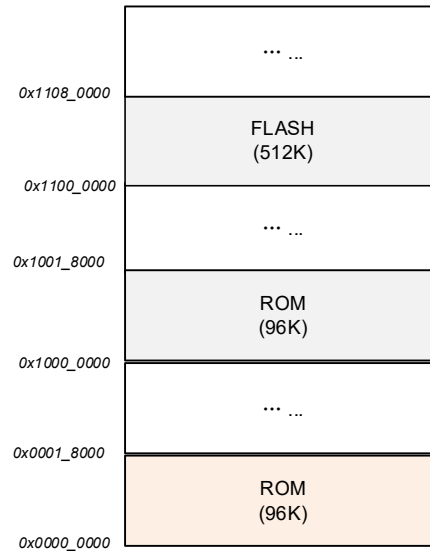 ... ...
0x1108_0000
FLASH
(512K)
0x1100_0000
... ...
0x1001_8000
ROM
(96K)
0x1000_0000
... ...
0x0001_8000
ROM
(96K)
0x0000_0000